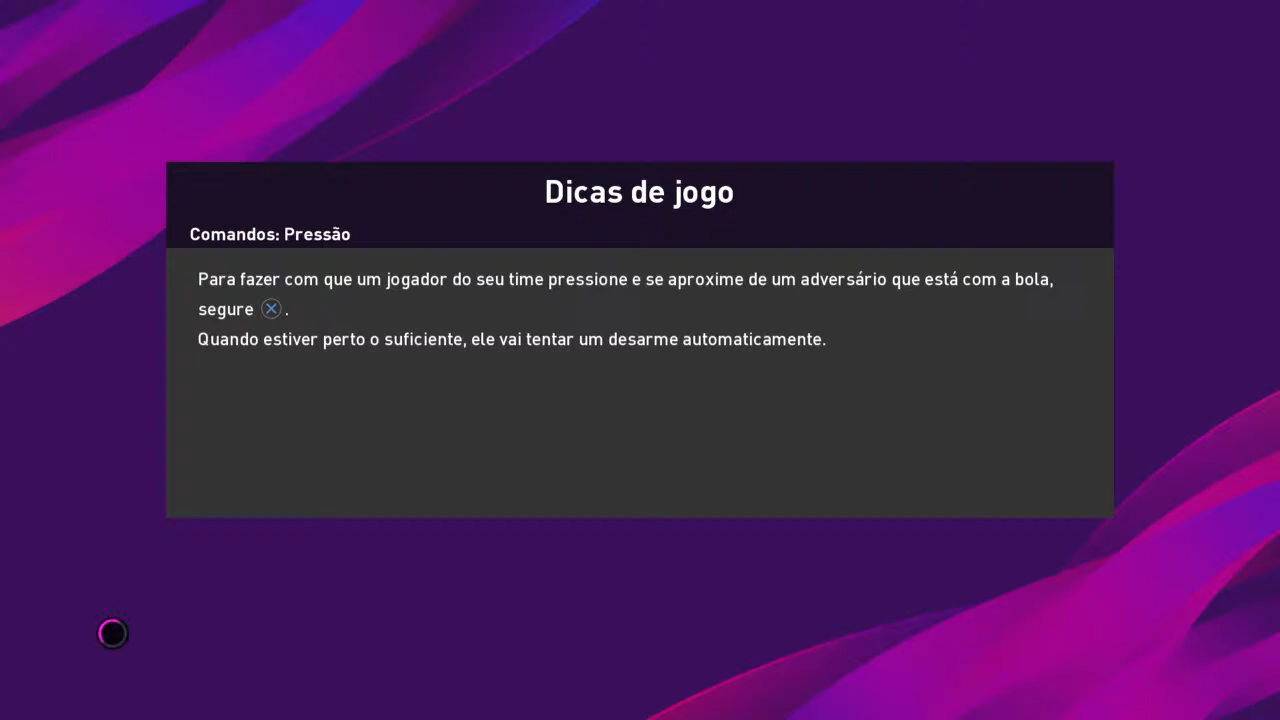 Dicas de jogo
Comandos: Pressão
Para fazer com que um jogador do seu time pressione e se aproxime de um adversário que está com a bola,
segure ⓧ.
Quando estiver perto o suficiente, ele vai tentar um desarme automaticamente.